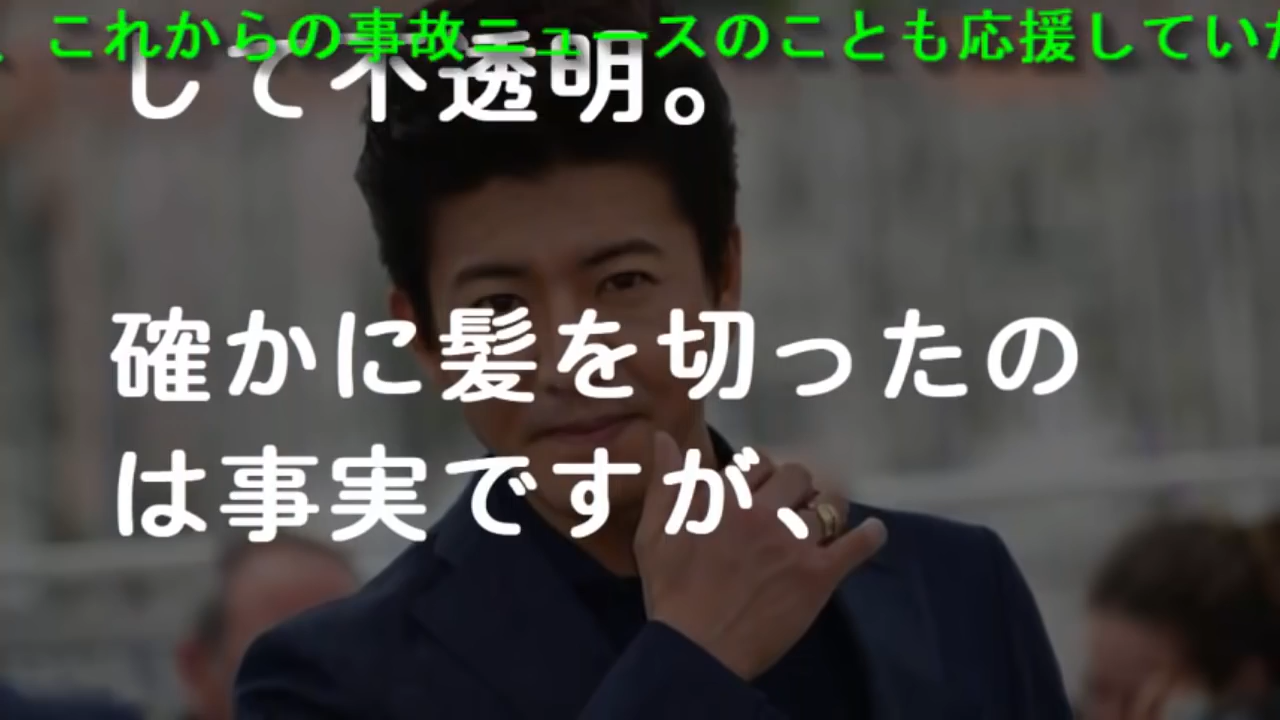 、これからの事故ニュースのことも応援していた
して不透明。
確かに髪を切ったの
は事実ですが、